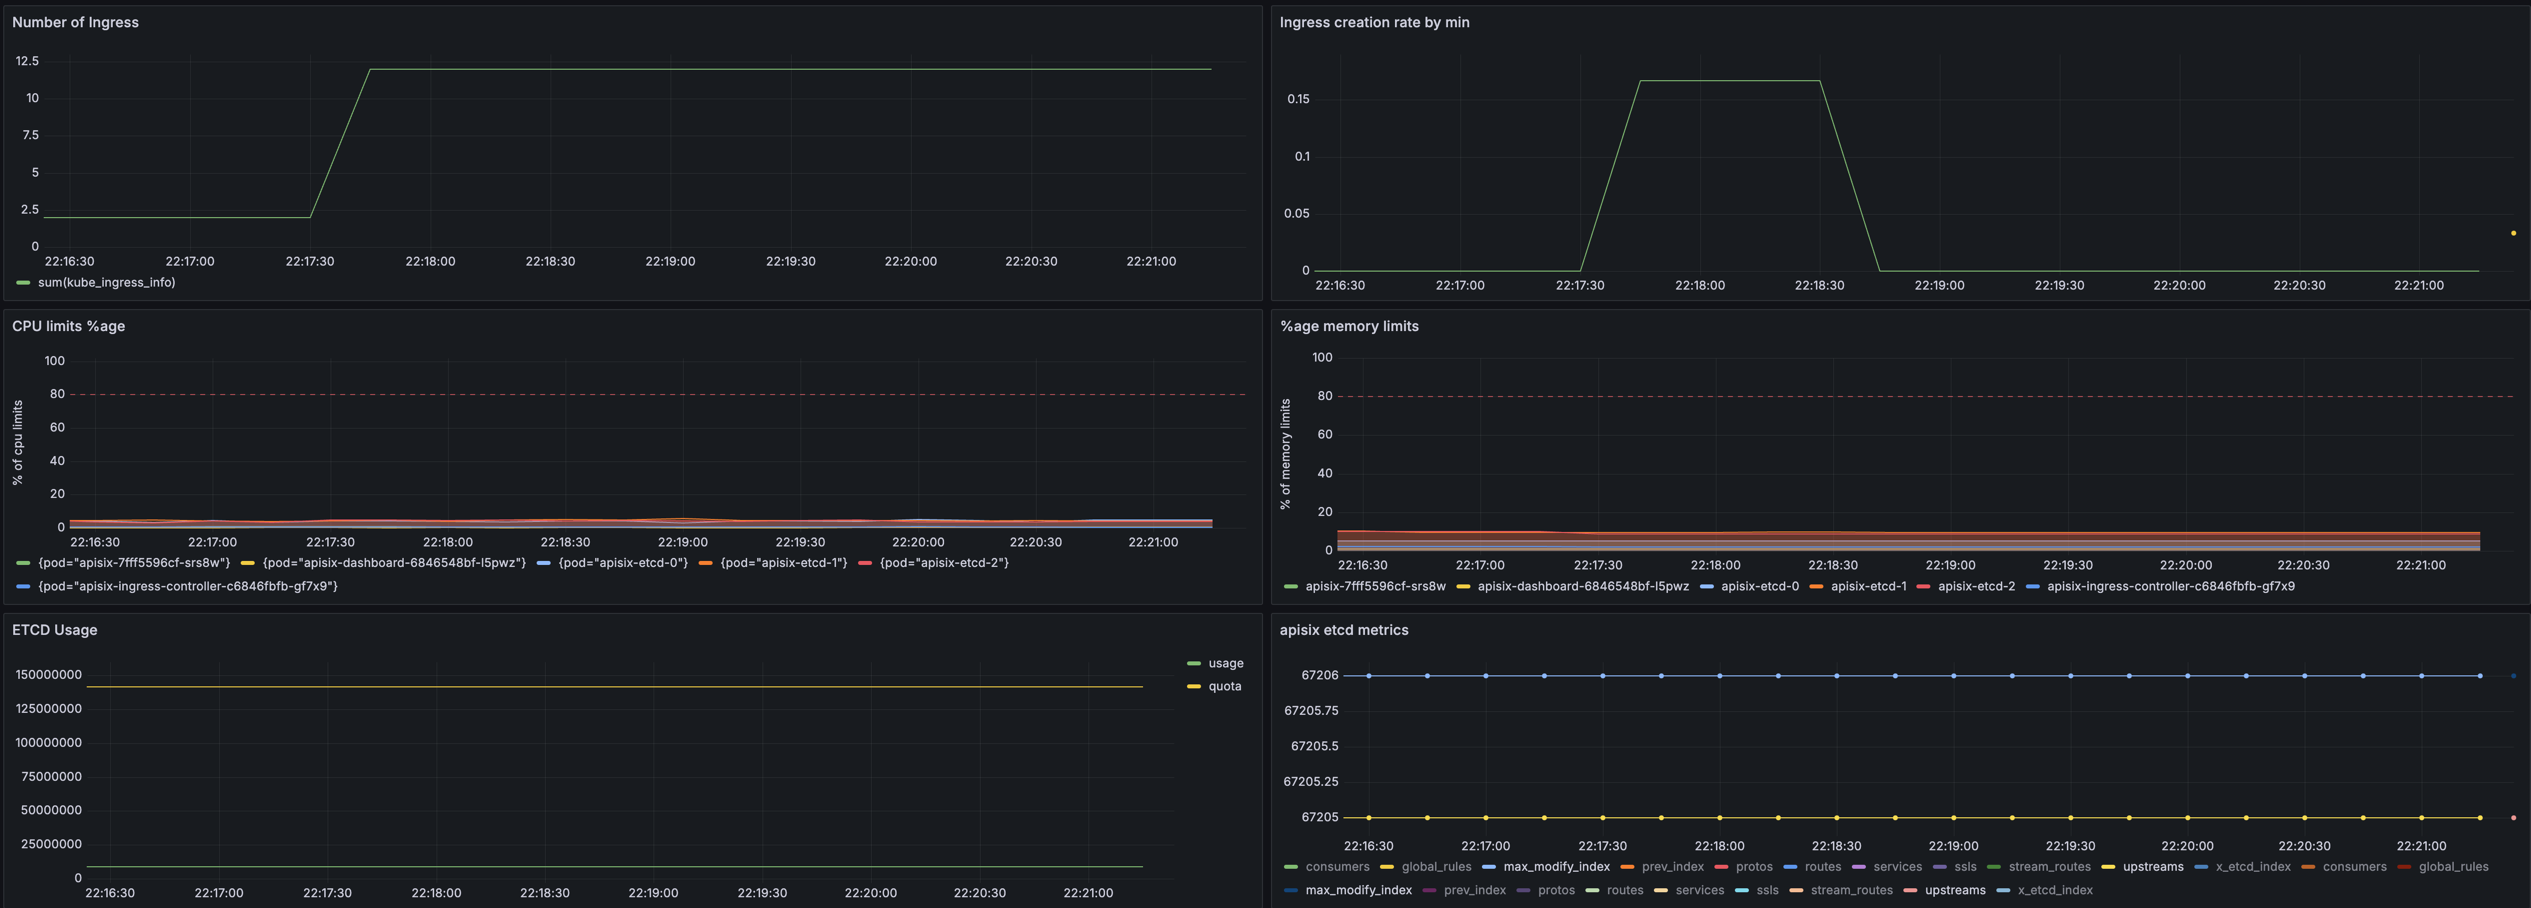 Number of Ingress
12.5
10
7.5
5
2.5
0
22:16:30 22:17:00 22:17:30 22:18:00 22:18:30 22:19:00 22:19:30 22:20:00 22:20:30 22:21:00
sum(kube_ingress_info)
Ingress creation rate by min
0.15
0.1
0.05
0
22:16:30 22:17:00 22:17:30 22:18:00 22:18:30 22:19:00 22:19:30 22:20:00 22:20:30 22:21:00
CPU limits %age
% of cpu limits
100
80
60
40
20
0
22:16:30 22:17:00 22:17:30 22:18:00 22:18:30 22:19:00 22:19:30 22:20:00 22:20:30 22:21:00
{pod="apisix-7fff5596cf-srs8w"} {pod="apisix-dashboard-6846548bf-l5pwz"} {pod="apisix-etcd-0"} {pod="apisix-etcd-1"} {pod="apisix-etcd-2"}
{pod="apisix-ingress-controller-c6846fbfb-gf7x9"}
%age memory limits
% of memory limits
100
80
60
40
20
0
22:16:30 22:17:00 22:17:30 22:18:00 22:18:30 22:19:00 22:19:30 22:20:00 22:20:30 22:21:00
apisix-7fff5596cf-srs8w apisix-dashboard-6846548bf-l5pwz apisix-etcd-0 apisix-etcd-1 apisix-etcd-2 apisix-ingress-controller-c6846fbfb-gf7x9
ETCD Usage
150000000
125000000
100000000
75000000
50000000
25000000
0
22:16:30 22:17:00 22:17:30 22:18:00 22:18:30 22:19:00 22:19:30 22:20:00 22:20:30 22:21:00
usage
quota
apisix etcd metrics
67206
67205.75
67205.5
67205.25
67205
22:16:30 22:17:00 22:17:30 22:18:00 22:18:30 22:19:00 22:19:30 22:20:00 22:20:30 22:21:00
consumers global_rules max_modify_index prev_index protos routes services ssls stream_routes upstreams x_etcd_index consumers global_rules
max_modify_index prev_index protos routes services ssls stream_routes upstreams x_etcd_index